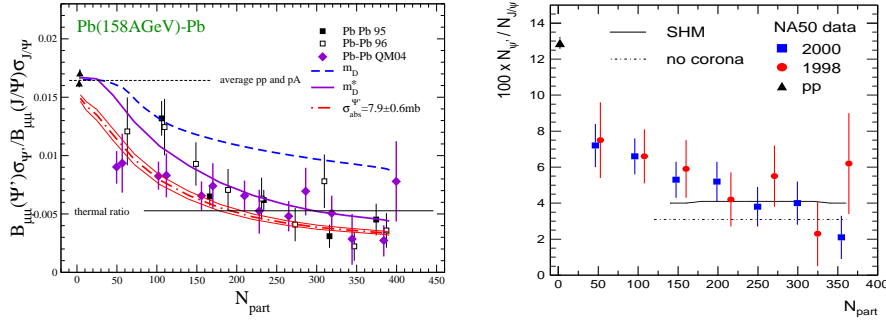 Pb(158AGeV)-Pb
Pb Pb 95
Pb-Pb 96
Pb-Pb QM04
m_D
m_D^*
σ_abs^Ψ'=7.9±0.6mb
average pp and pA
thermal ratio
0.02
0.015
0.01
0.005
0
B_μμ(Ψ')σ_Ψ'/B_μμ(J/Ψ)σ_J/Ψ
0 50 100 150 200 250 300 350 400 450
N_part
100 x N_Ψ' / N_J/Ψ
14
12
10
8
6
4
2
0
SHM
no corona
NA50 data
2000
1998
pp
0 50 100 150 200 250 300 350 400
N_part